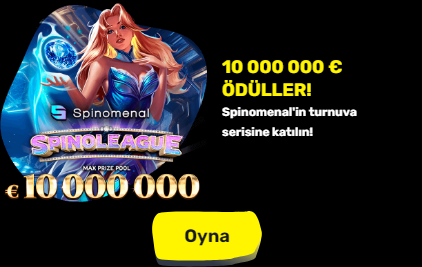 Spinomenal
SPINOLEAGUE
MAX PRIZE POOL
€ 10 000 000
10 000 000 €
ÖDÜLLER!
Spinomenal'in turnuva
serisine katılın!
Oyna